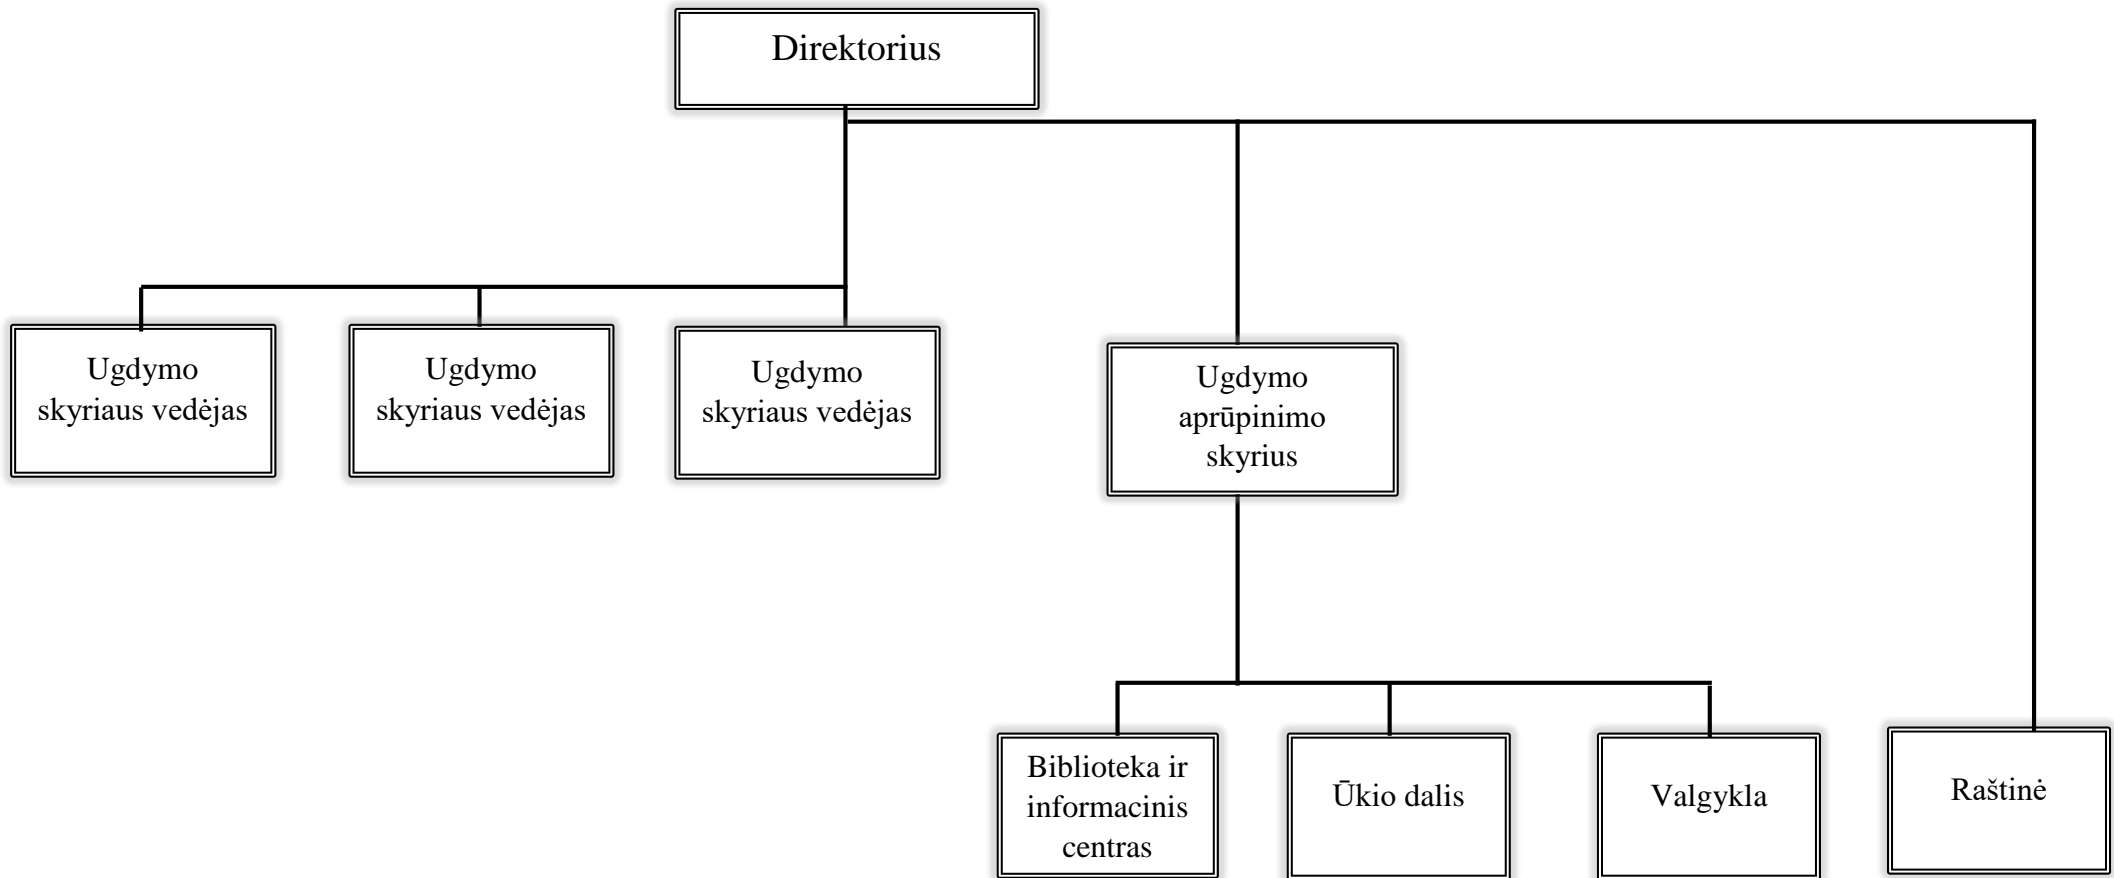 Direktorius
Ugdymo
skyriaus vedėjas
Ugdymo
skyriaus vedėjas
Ugdymo
skyriaus vedėjas
Ugdymo
aprūpinimo
skyrius
Biblioteka ir
informacinis
centras
Ūkio dalis
Valgykla
Raštinė